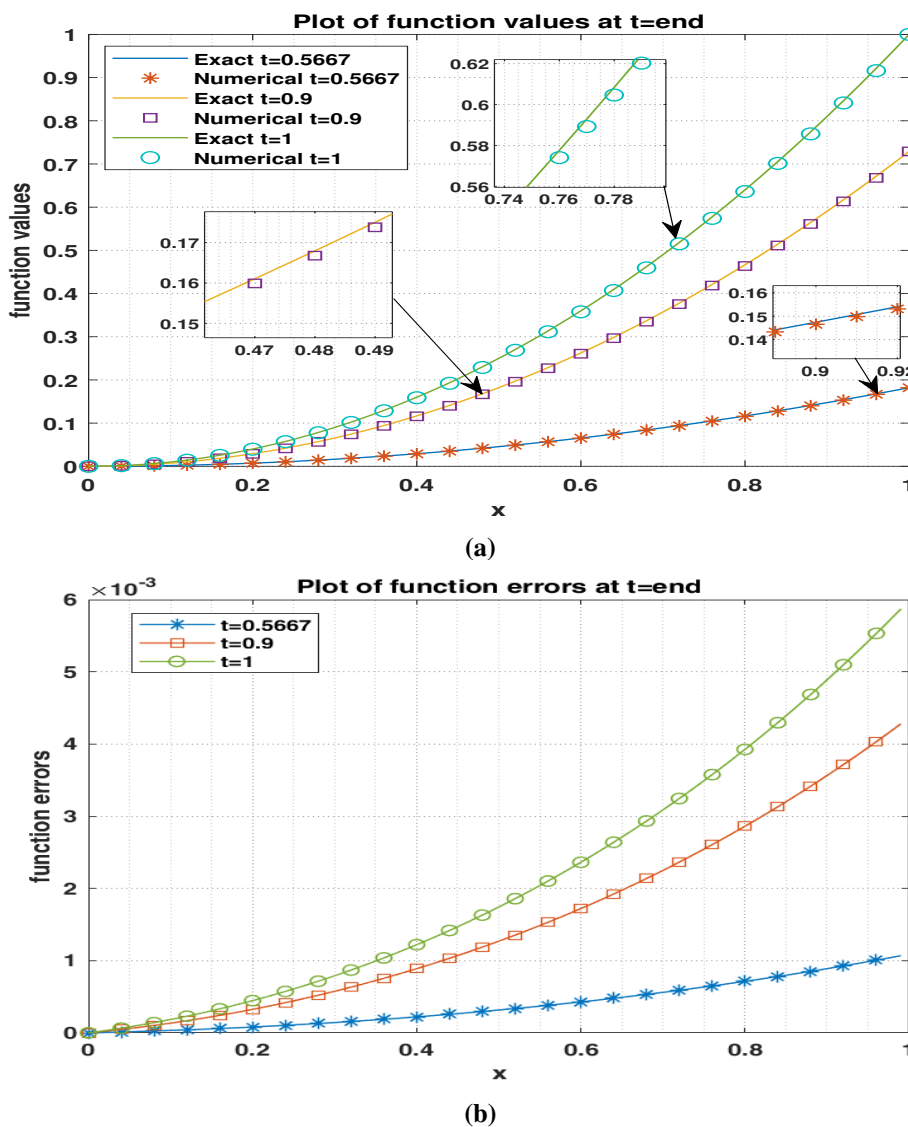 Plot of function values at t=end
1
0.9
0.8
0.7
0.6
0.5
0.4
0.3
0.2
0.1
0
function values
Exact t=0.5667
Numerical t=0.5667
Exact t=0.9
Numerical t=0.9
Exact t=1
Numerical t=1
0.62
0.6
0.58
0.56
0.74 0.76 0.78
0.17
0.16
0.15
0.47 0.48 0.49
0.16
0.15
0.14
0.9 0.92
0 0.2 0.4 0.6 0.8 1
x
(a)
×10-3
Plot of function errors at t=end
6
5
4
3
2
1
0
function errors
t=0.5667
t=0.9
t=1
0 0.2 0.4 0.6 0.8 1
x
(b)